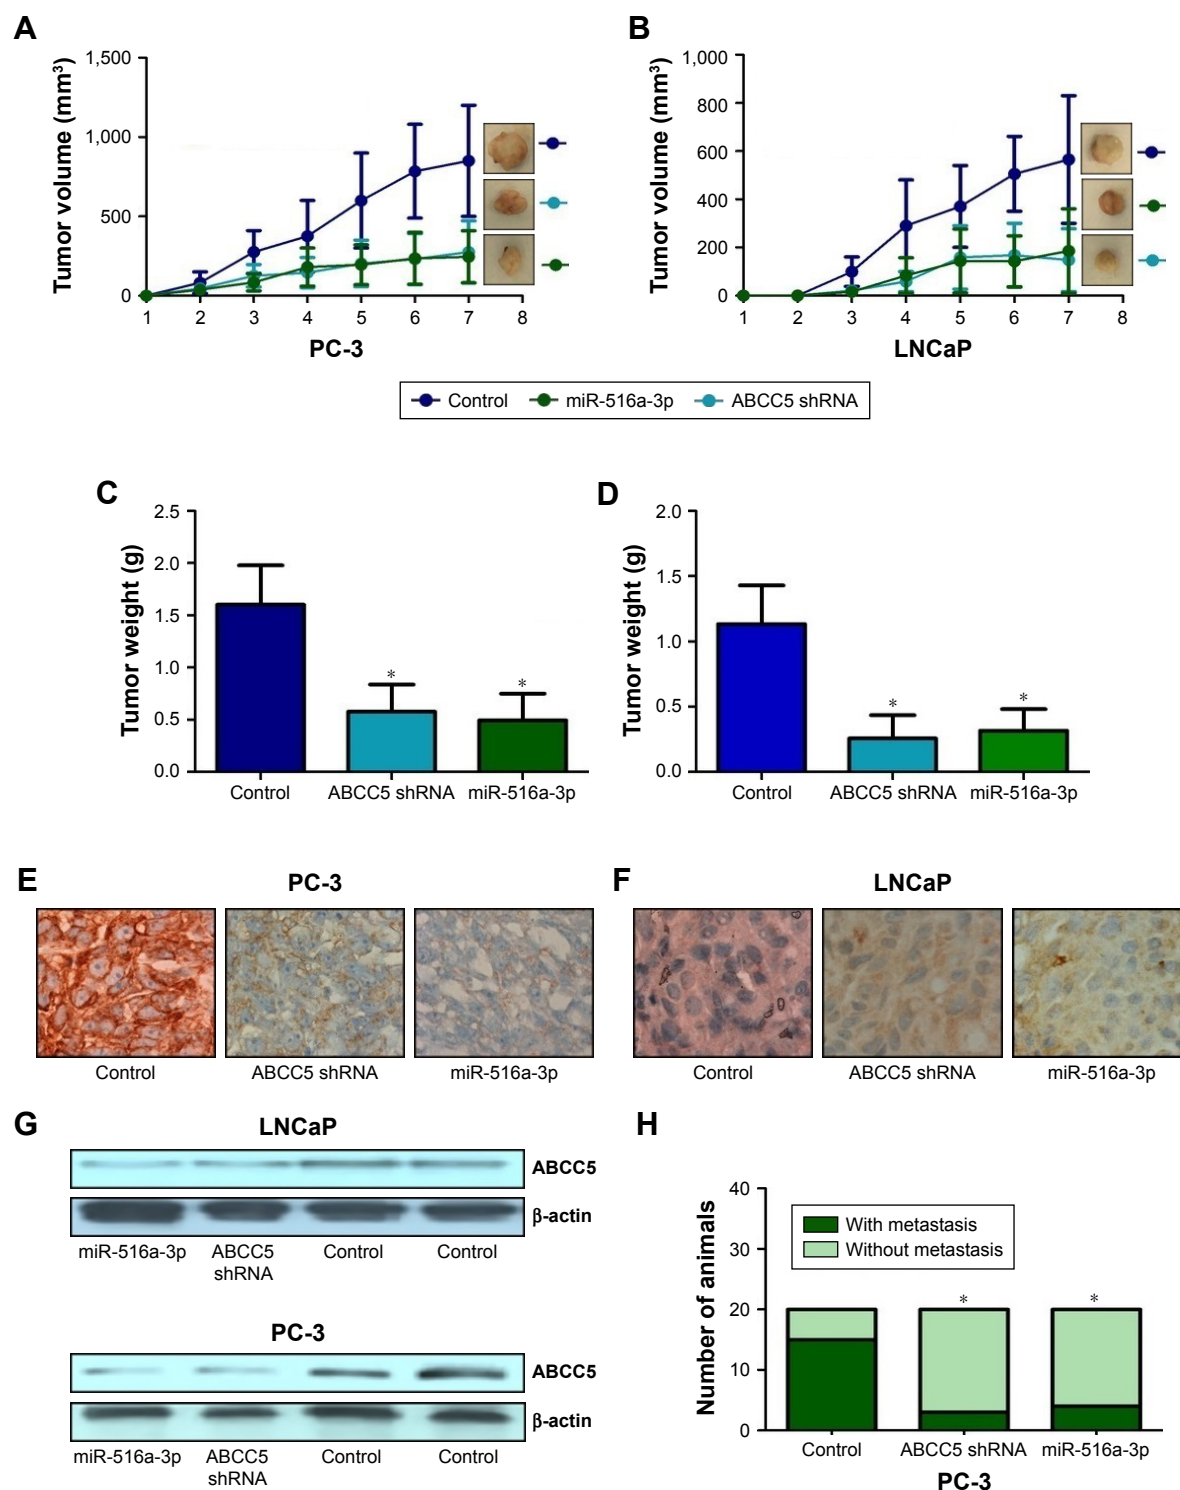 A
Tumor volume (mm³)
1,500
1,000
500
0
1 2 3 4 5 6 7 8
PC-3
B
Tumor volume (mm³)
1,000
800
600
400
200
0
1 2 3 4 5 6 7 8
LNCaP
Control miR-516a-3p ABCC5 shRNA
C
Tumor weight (g)
2.5
2.0
1.5
1.0
0.5
0.0
* *
Control ABCC5 shRNA miR-516a-3p
D
Tumor weight (g)
2.0
1.5
1.0
0.5
0.0
* *
Control ABCC5 shRNA miR-516a-3p
E
PC-3
Control ABCC5 shRNA miR-516a-3p
F
LNCaP
Control ABCC5 shRNA miR-516a-3p
G
LNCaP
ABCC5
β-actin
miR-516a-3p ABCC5 Control Control
shRNA
PC-3
ABCC5
β-actin
miR-516a-3p ABCC5 Control Control
shRNA
H
Number of animals
40
30
20
10
0
With metastasis
Without metastasis
* *
Control ABCC5 shRNA miR-516a-3p
PC-3